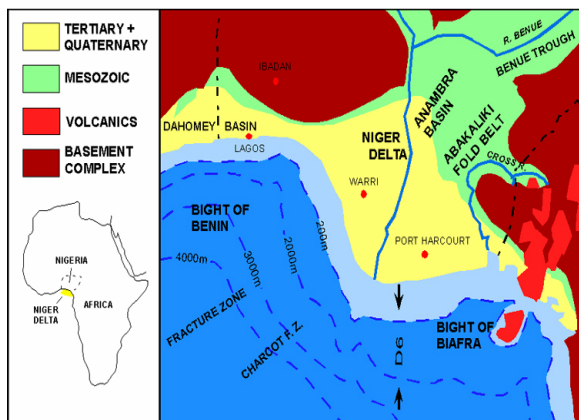 TERTIARY +
QUATERNARY
MESOZOIC
VOLCANICS
BASEMENT
COMPLEX
NIGERIA
AFRICA
NIGER
DELTA
R. BENUE
BENUE TROUGH
IBADAN
ANAMBRA
BASIN
ABAKALIKI
FOLD BELT
CROSS R.
DAHOMEY BASIN
LAGOS
NIGER
DELTA
WARRI
PORT HARCOURT
BIGHT OF
BENIN
200m
2000m
3000m
4000m
FRACTURE ZONE
CHARCOT F. Z.
D6
BIGHT OF
BIAFRA